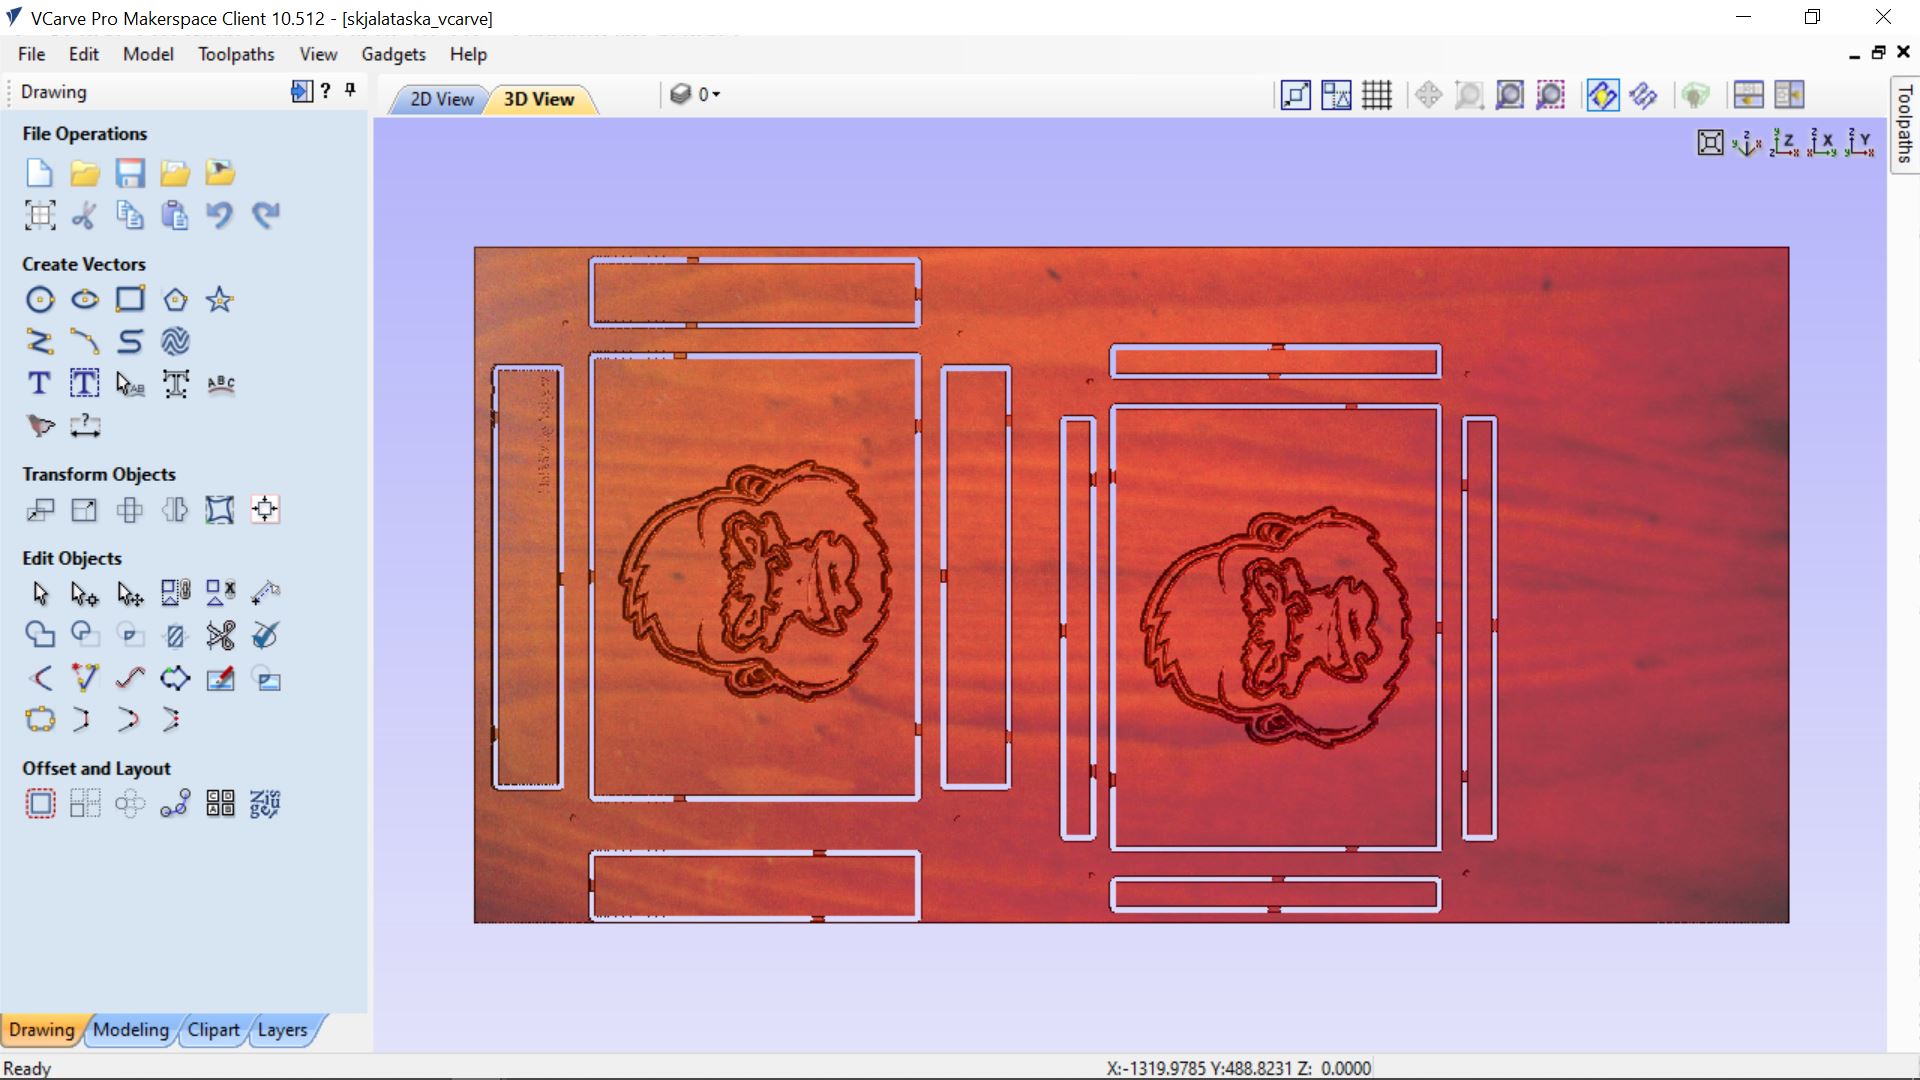 VCarve Pro Makerspace Client 10.512 - [skjalataska_vcarve]
File Edit Model Toolpaths View Gadgets Help
Drawing
2D View 3D View 0
Toolpaths
File Operations
Create Vectors
Transform Objects
Edit Objects
Offset and Layout
Drawing Modeling Clipart Layers
Ready
X:-1319.9785 Y:488.8231 Z: 0.0000